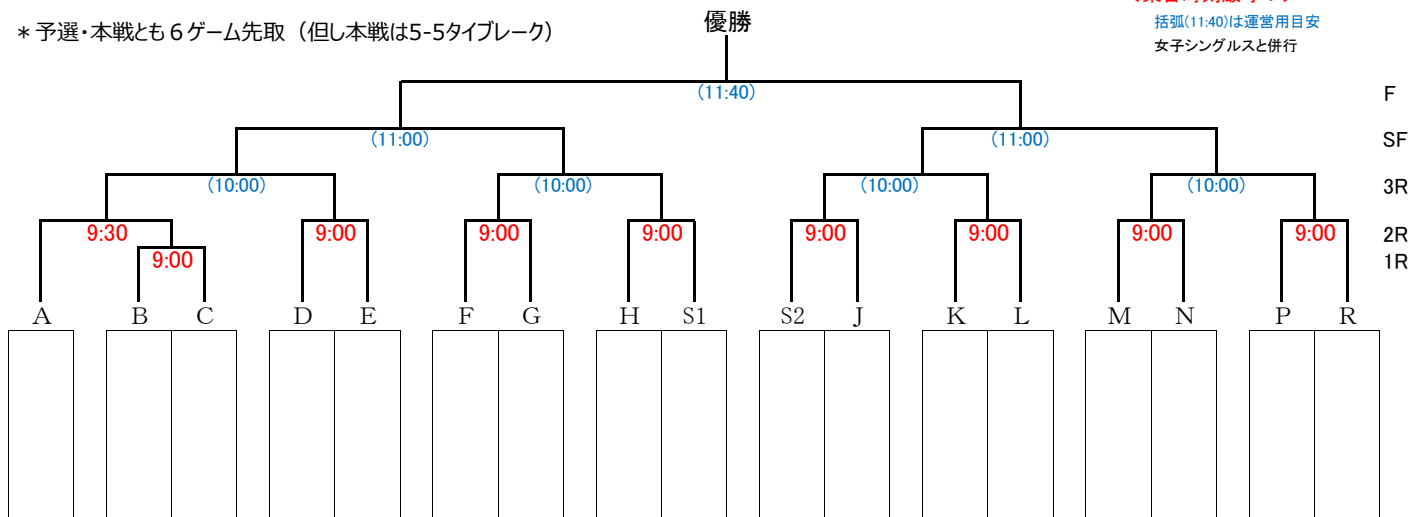 ＊予選・本戦とも６ゲーム先取（但し本戦は5-5タイブレーク）
優勝
括弧(11:40)は運営用目安
女子シングルスと併行
(11:40) F
(11:00) (11:00) SF
(10:00) (10:00) (10:00) (10:00) 3R
9:30 9:00 9:00 9:00 9:00 9:00 9:00 9:00 2R
9:00 1R
A B C D E F G H S1 S2 J K L M N P R